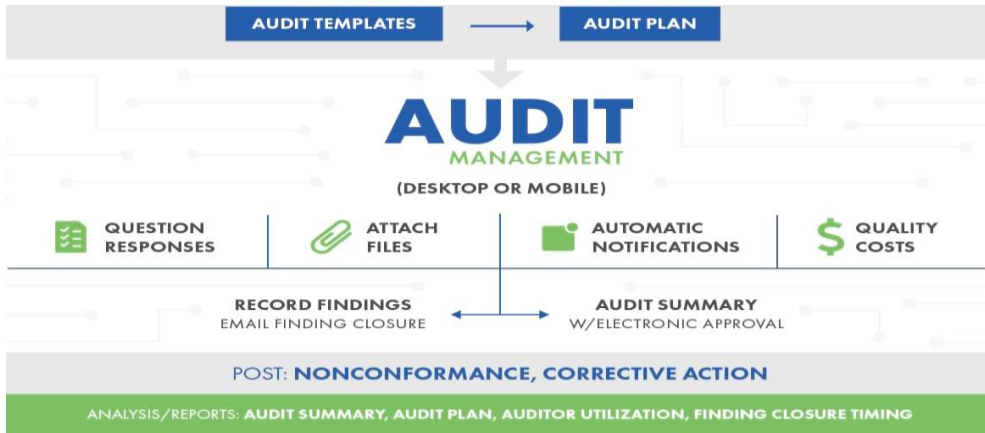 AUDIT TEMPLATES
AUDIT PLAN
AUDIT
MANAGEMENT
(DESKTOP OR MOBILE)
QUESTION
RESPONSES
ATTACH
FILES
AUTOMATIC
NOTIFICATIONS
$ QUALITY
COSTS
RECORD FINDINGS
EMAIL FINDING CLOSURE
AUDIT SUMMARY
W/ELECTRONIC APPROVAL
POST: NONCONFORMANCE, CORRECTIVE ACTION
ANALYSIS/REPORTS: AUDIT SUMMARY, AUDIT PLAN, AUDITOR UTILIZATION, FINDING CLOSURE TIMING